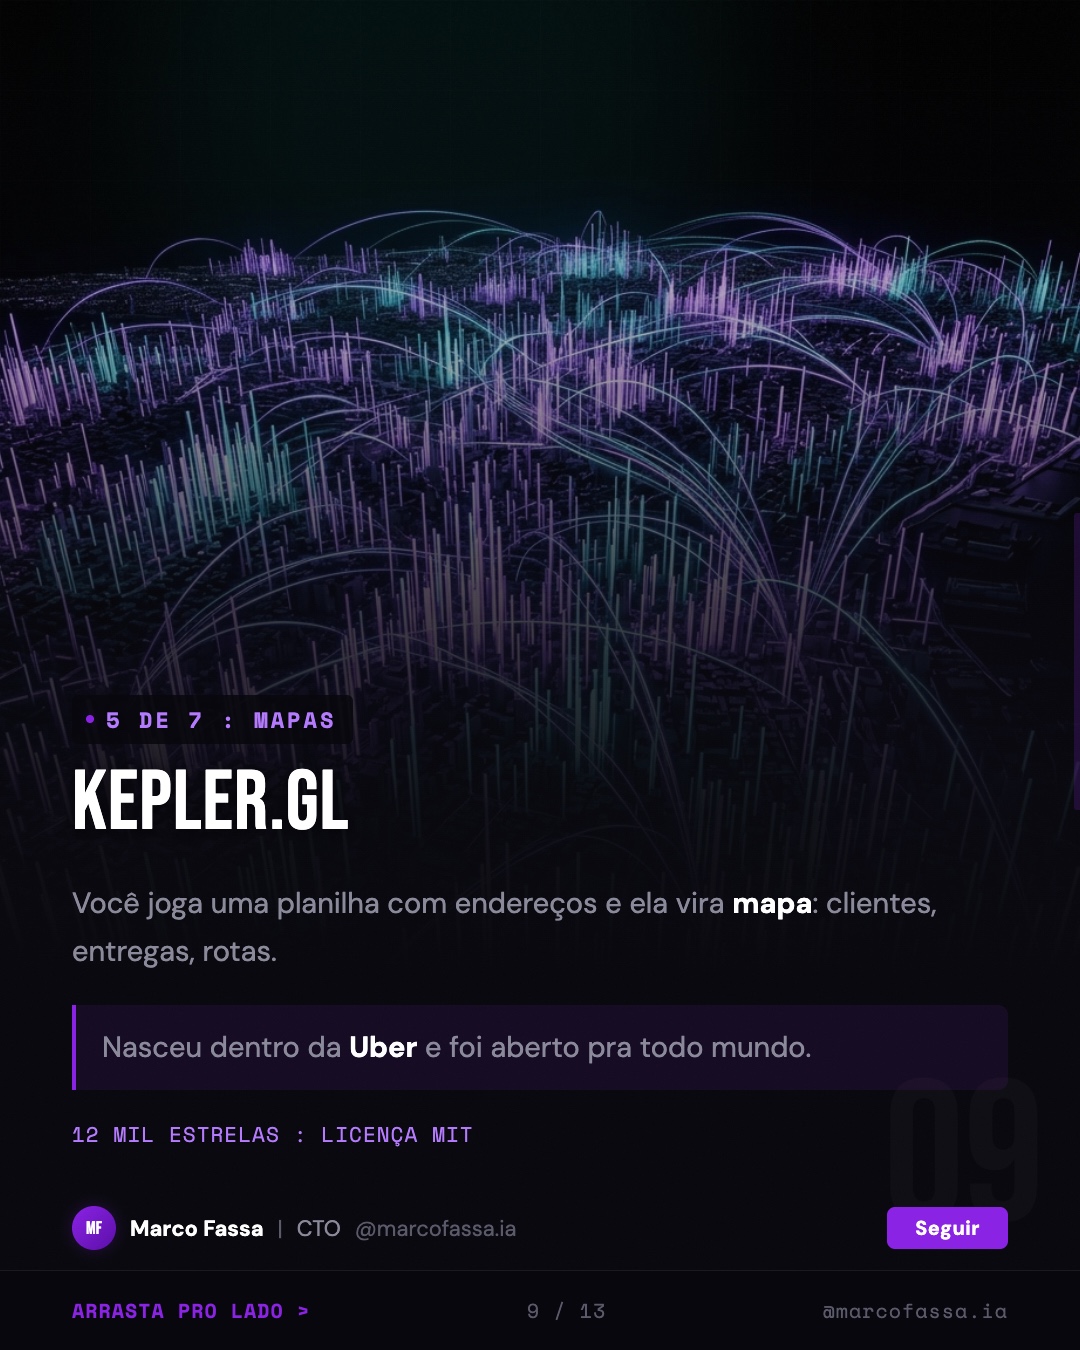 5 DE 7 : MAPAS
KEPLER.GL
Você joga uma planilha com endereços e ela vira mapa: clientes,
entregas, rotas.
Nasceu dentro da Uber e foi aberto pra todo mundo.
09
12 MIL ESTRELAS : LICENÇA MIT
MF Marco Fassa | CTO @marcofassa.ia
Seguir
ARRASTA PRO LADO >
9 / 13
@marcofassa.ia